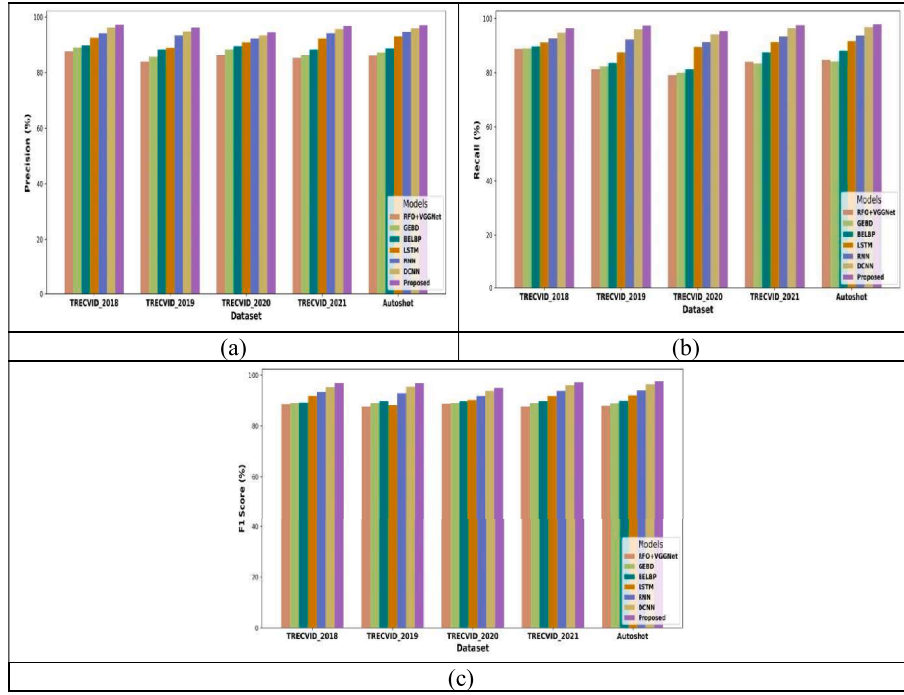 100
80
60
40
20
0
Precision (%)
Models
RFO+VGGNet
GEBD
BELBP
LSTM
RNN
DCNN
Proposed
TRECVID_2018
TRECVID_2019
TRECVID_2020
TRECVID_2021
Autoshot
Dataset
(a)
100
80
60
40
20
0
Recall (%)
Models
RFO+VGGNet
GEBD
BELBP
LSTM
RNN
DCNN
Proposed
TRECVID_2018
TRECVID_2019
TRECVID_2020
TRECVID_2021
Autoshot
Dataset
(b)
100
80
60
40
20
0
F1 Score (%)
Models
RFO+VGGNet
GEBD
BELBP
LSTM
RNN
DCNN
Proposed
TRECVID_2018
TRECVID_2019
TRECVID_2020
TRECVID_2021
Autoshot
Dataset
(c)